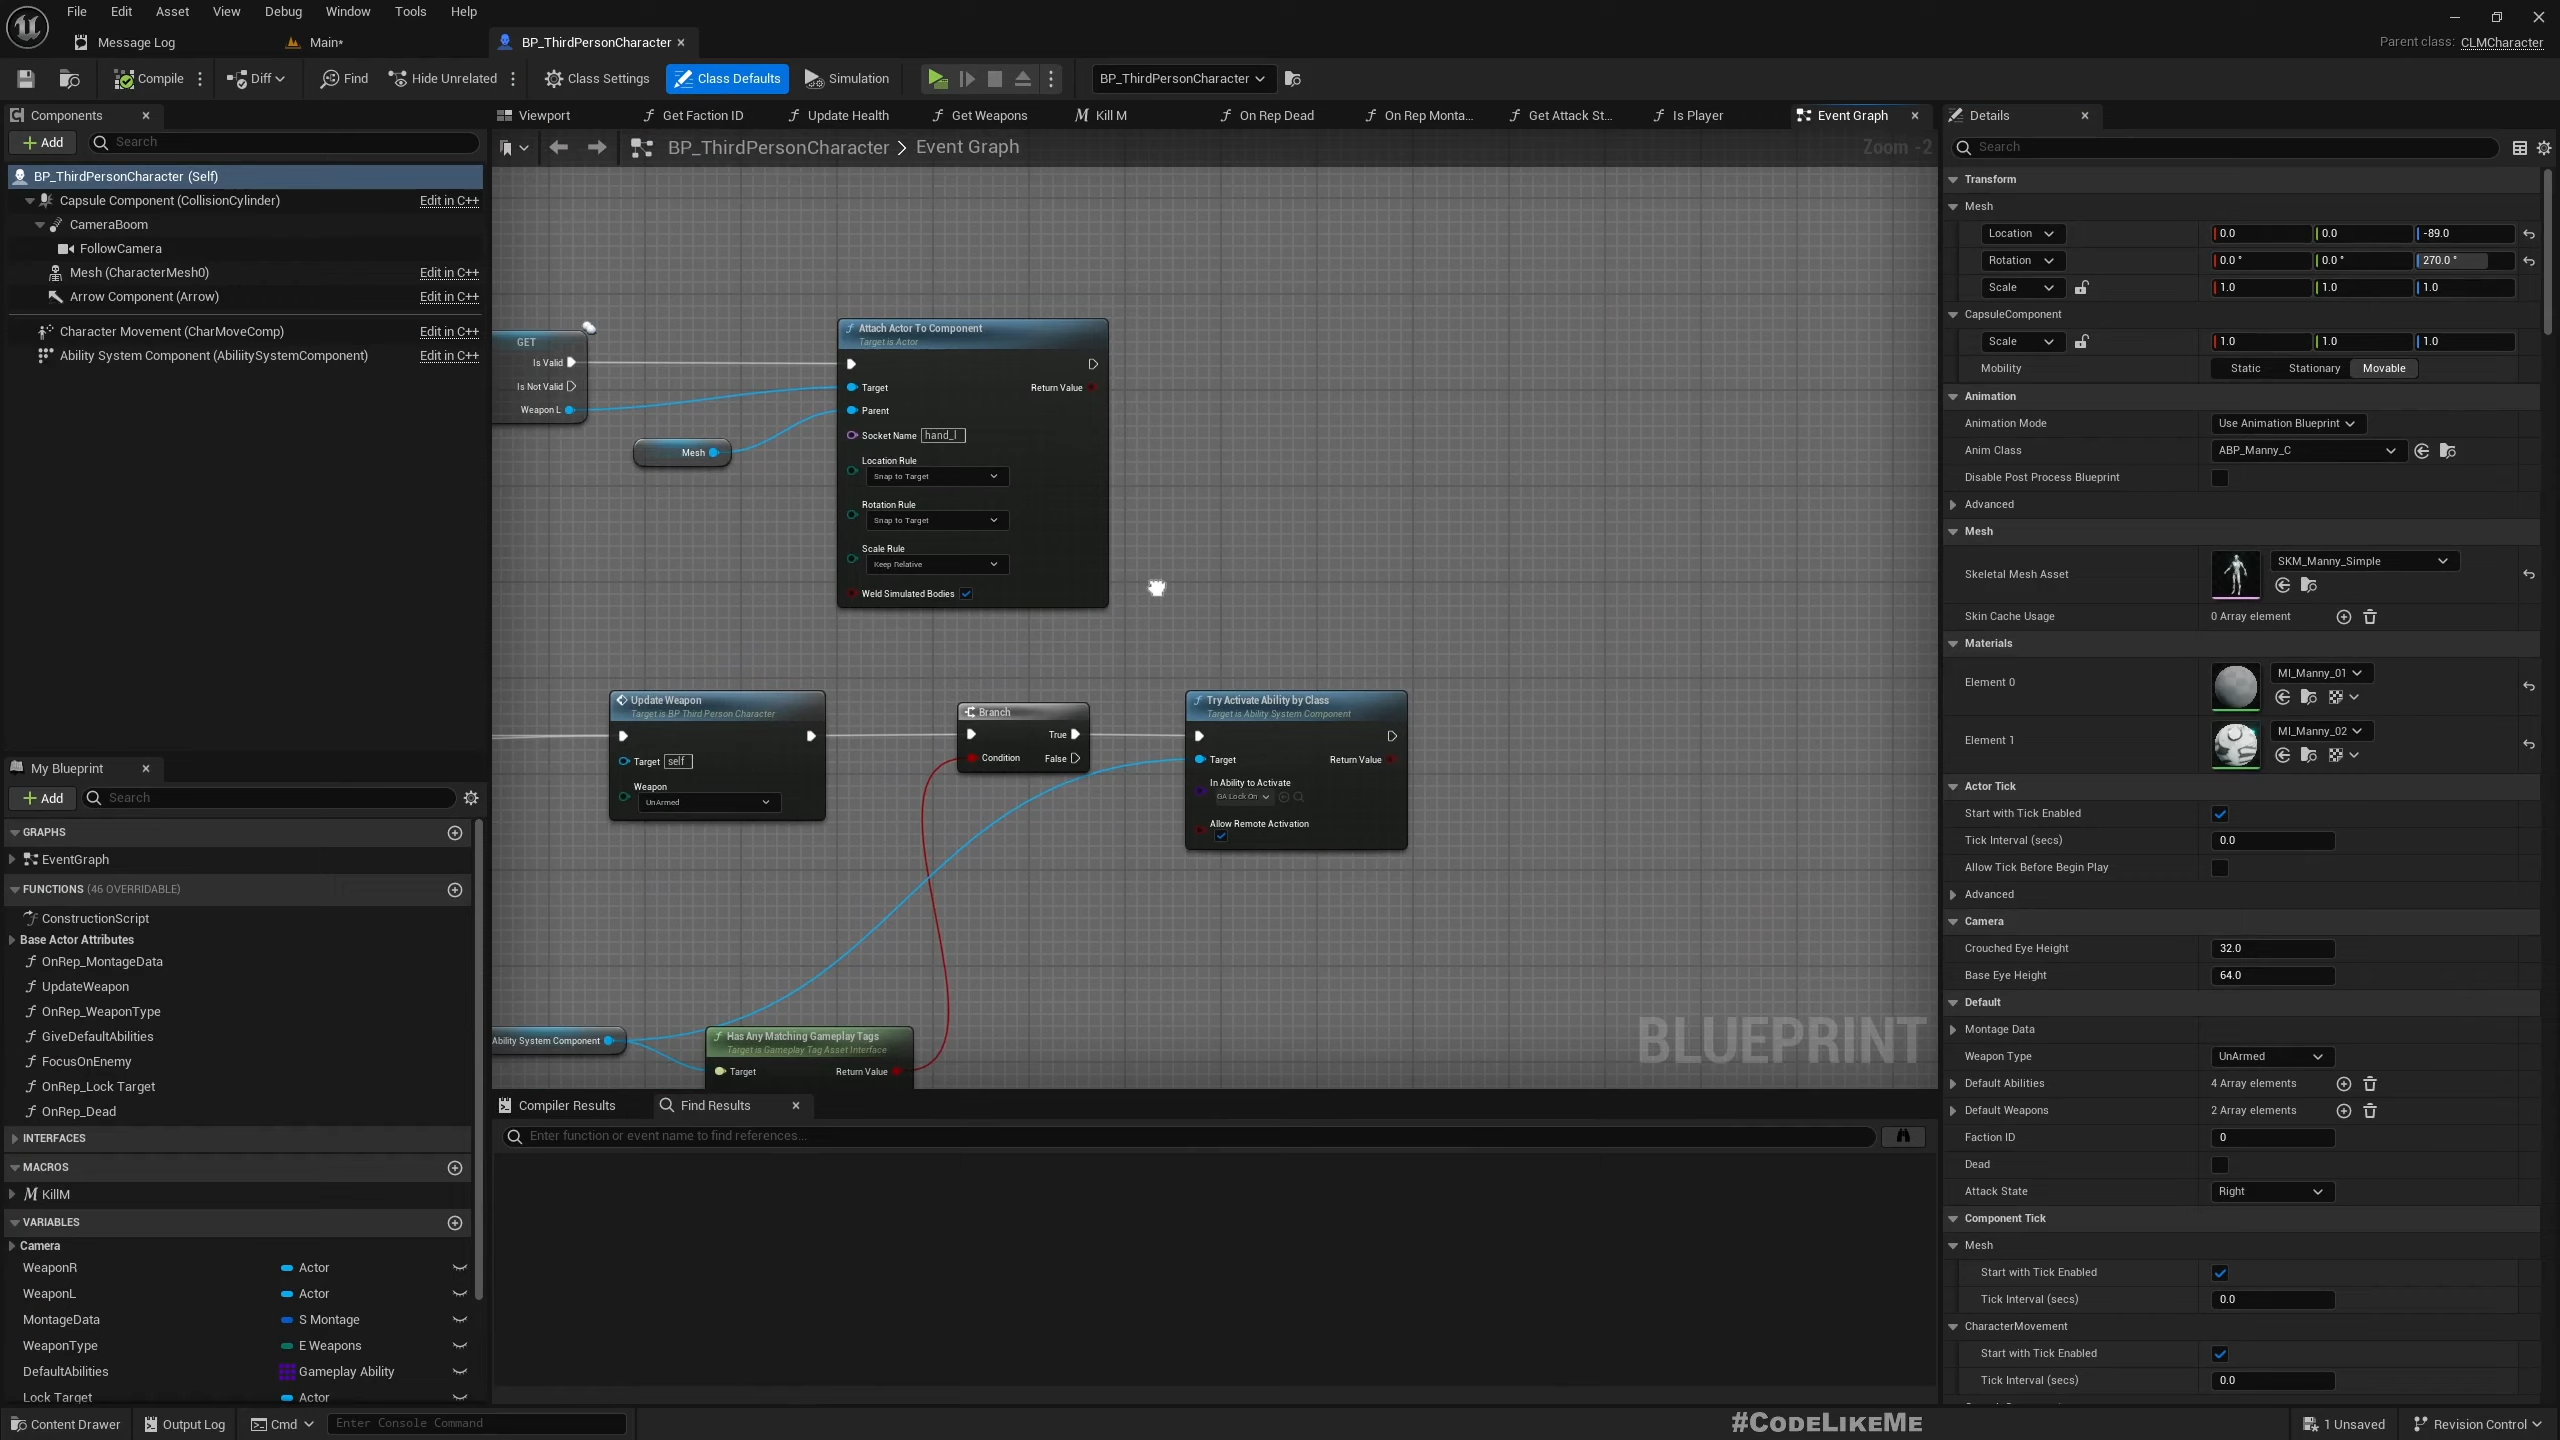 File Edit Asset View Debug Window Tools Help
Message Log Main* BP_ThirdPersonCharacter
Parent class: CLMCharacter
Compile Diff Find Hide Unrelated Class Settings Class Defaults Simulation BP_ThirdPersonCharacter
Components
Add Search
BP_ThirdPersonCharacter (Self)
Capsule Component (CollisionCylinder) Edit in C++
CameraBoom
FollowCamera
Mesh (CharacterMesh0) Edit in C++
Arrow Component (Arrow) Edit in C++
Character Movement (CharMoveComp) Edit in C++
Ability System Component (AbiliitySystemComponent) Edit in C++
My Blueprint
Add Search
GRAPHS
EventGraph
FUNCTIONS (46 OVERRIDABLE)
ConstructionScript
Base Actor Attributes
OnRep_MontageData
UpdateWeapon
OnRep_WeaponType
GiveDefaultAbilities
FocusOnEnemy
OnRep_Lock Target
OnRep_Dead
INTERFACES
MACROS
KillM
VARIABLES
Camera
WeaponR Actor
WeaponL Actor
MontageData S Montage
WeaponType E Weapons
DefaultAbilities Gameplay Ability
Lock Target Actor
Viewport Get Faction ID Update Health Get Weapons Kill M On Rep Dead On Rep Monta... Get Attack St... Is Player Event Graph
BP_ThirdPersonCharacter > Event Graph
Zoom -2
GET
Is Valid
Is Not Valid
Weapon L
Mesh
Attach Actor To Component
Target is Actor
Target Return Value
Parent
Socket Name hand_l
Location Rule
Snap to Target
Rotation Rule
Snap to Target
Scale Rule
Keep Relative
Weld Simulated Bodies
Update Weapon
Target is BP Third Person Character
Target self
Weapon
UnArmed
Branch
True
Condition False
Try Activate Ability by Class
Target is Ability System Component
Target Return Value
In Ability to Activate
GA Lock On
Allow Remote Activation
Ability System Component
Has Any Matching Gameplay Tags
Target is Gameplay Tag Asset Interface
Target Return Value
BLUEPRINT
Compiler Results Find Results
Enter function or event name to find references...
Details
Search
Transform
Mesh
Location 0.0 0.0 -89.0
Rotation 0.0 ° 0.0 ° 270.0 °
Scale 1.0 1.0 1.0
CapsuleComponent
Scale 1.0 1.0 1.0
Mobility Static Stationary Movable
Animation
Animation Mode Use Animation Blueprint
Anim Class ABP_Manny_C
Disable Post Process Blueprint
Advanced
Mesh
Skeletal Mesh Asset SKM_Manny_Simple
Skin Cache Usage 0 Array element
Materials
Element 0 MI_Manny_01
Element 1 MI_Manny_02
Actor Tick
Start with Tick Enabled
Tick Interval (secs) 0.0
Allow Tick Before Begin Play
Advanced
Camera
Crouched Eye Height 32.0
Base Eye Height 64.0
Default
Montage Data
Weapon Type UnArmed
Default Abilities 4 Array elements
Default Weapons 2 Array elements
Faction ID 0
Dead
Attack State Right
Component Tick
Mesh
Start with Tick Enabled
Tick Interval (secs) 0.0
CharacterMovement
Start with Tick Enabled
Tick Interval (secs) 0.0
Content Drawer Output Log Cmd Enter Console Command
#CODELIKEME
1 Unsaved Revision Control